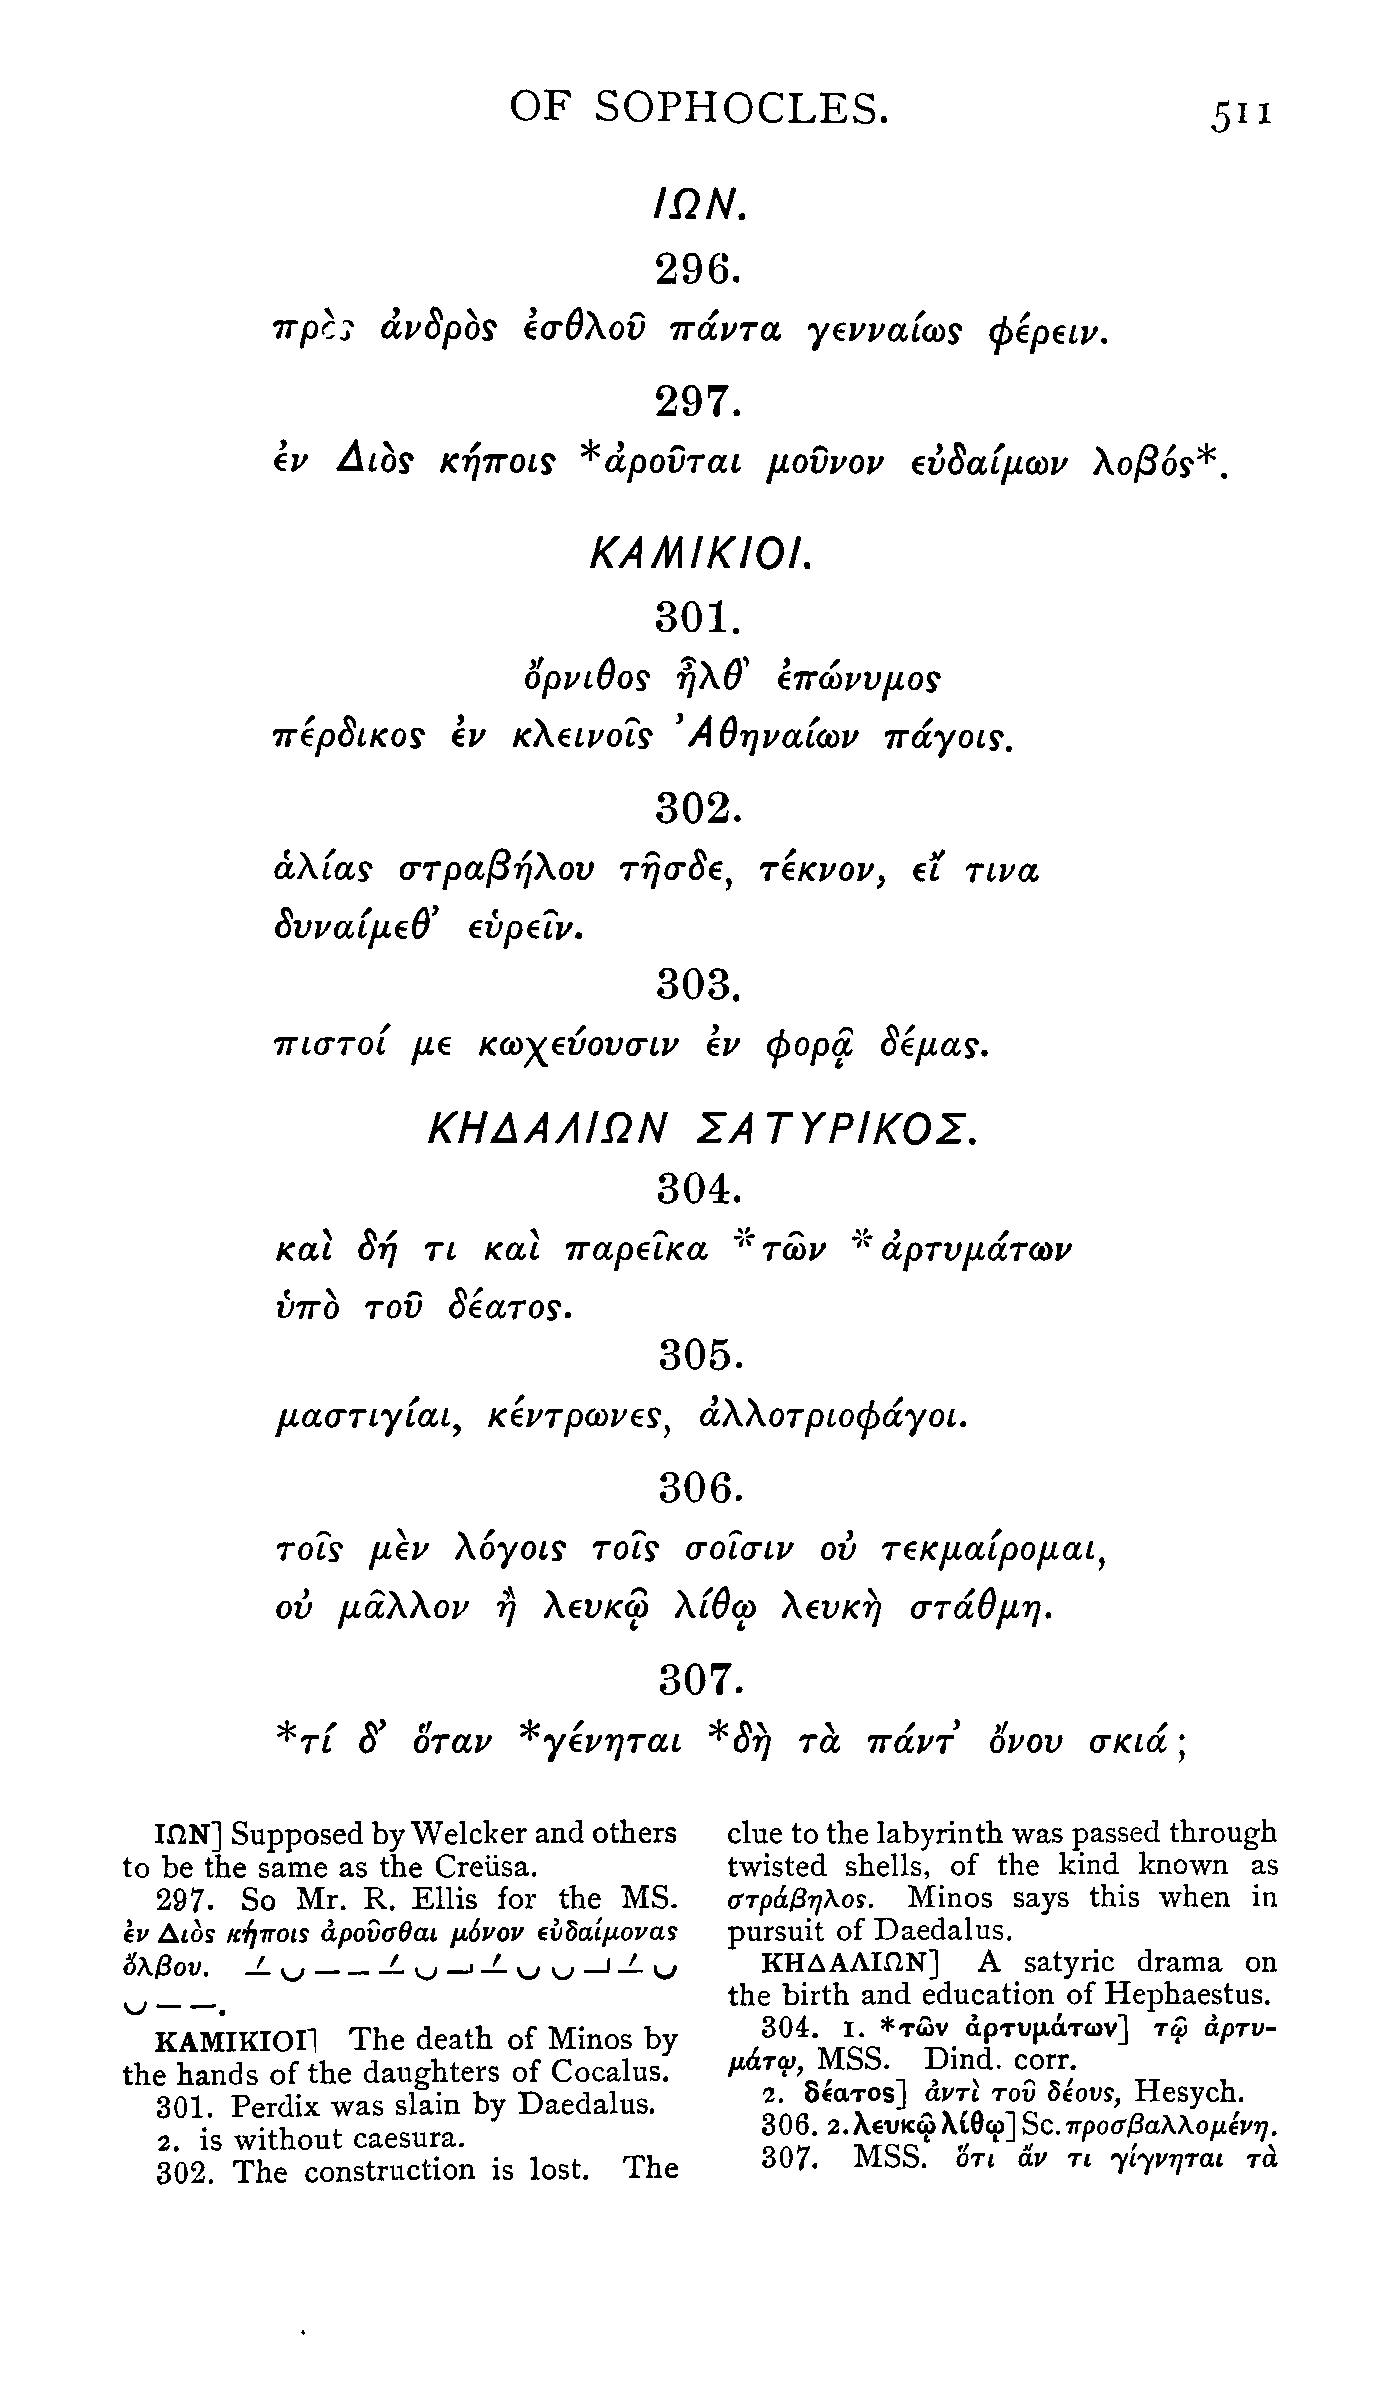 OF SOPHOCLES. 511
ΙΩΝ.
296.
πρὸς ἀνδρὸς ἐσθλοῦ πάντα γενναίως φέρειν.
297.
ἐν Διὸς κήποις *ἀροῦται μοῦνον εὐδαίμων λοβός*.
ΚΑΜΙΚΙΟΙ.
301.
ὄρνιθος ἦλθ' ἐπώνυμος
πέρδικος ἐν κλεινοῖς Ἀθηναίων πάγοις.
302.
ἁλίας στραβήλου τῆσδε, τέκνον, εἴ τινα
δυναίμεθ' εὑρεῖν.
303.
πιστοί με κωχεύουσιν ἐν φορᾷ δέμας.
ΚΗΔΑΛΙΩΝ ΣΑΤΥΡΙΚΟΣ.
304.
καὶ δή τι καὶ παρεῖκα *τῶν *ἀρτυμάτων
ὑπὸ τοῦ δέατος.
305.
μαστιγίαι, κέντρωνες, ἀλλοτριοφάγοι.
306.
τοῖς μὲν λόγοις τοῖς σοῖσιν οὐ τεκμαίρομαι,
οὐ μᾶλλον ἢ λευκῷ λίθῳ λευκὴ στάθμη.
307.
*τί δ' ὅταν *γένηται *δὴ τὰ πάντ' ὄνου σκιά;
ΙΩΝ] Supposed by Welcker and others
to be the same as the Creüsa.
297. So Mr. R. Ellis for the MS.
ἐν Διὸς κήποις ἀροῦσθαι μόνον εὐδαίμονας
ὄλβου. –́ ⏑ – – –́ ⏑ – –́ ⏑ ⏑ – –́ ⏑
⏑ – –.
ΚΑΜΙΚΙΟΙ] The death of Minos by
the hands of the daughters of Cocalus.
301. Perdix was slain by Daedalus.
2. is without caesura.
302. The construction is lost. The
clue to the labyrinth was passed through
twisted shells, of the kind known as
στράβηλος. Minos says this when in
pursuit of Daedalus.
ΚΗΔΑΛΙΩΝ] A satyric drama on
the birth and education of Hephaestus.
304. 1. *τῶν ἀρτυμάτων] τῷ ἀρτυ-
μάτῳ, MSS. Dind. corr.
2. δέατος] ἀντὶ τοῦ δέους, Hesych.
306. 2. λευκῷ λίθῳ] Sc. προσβαλλομένη.
307. MSS. ὅτι ἄν τι γίγνηται τὰ